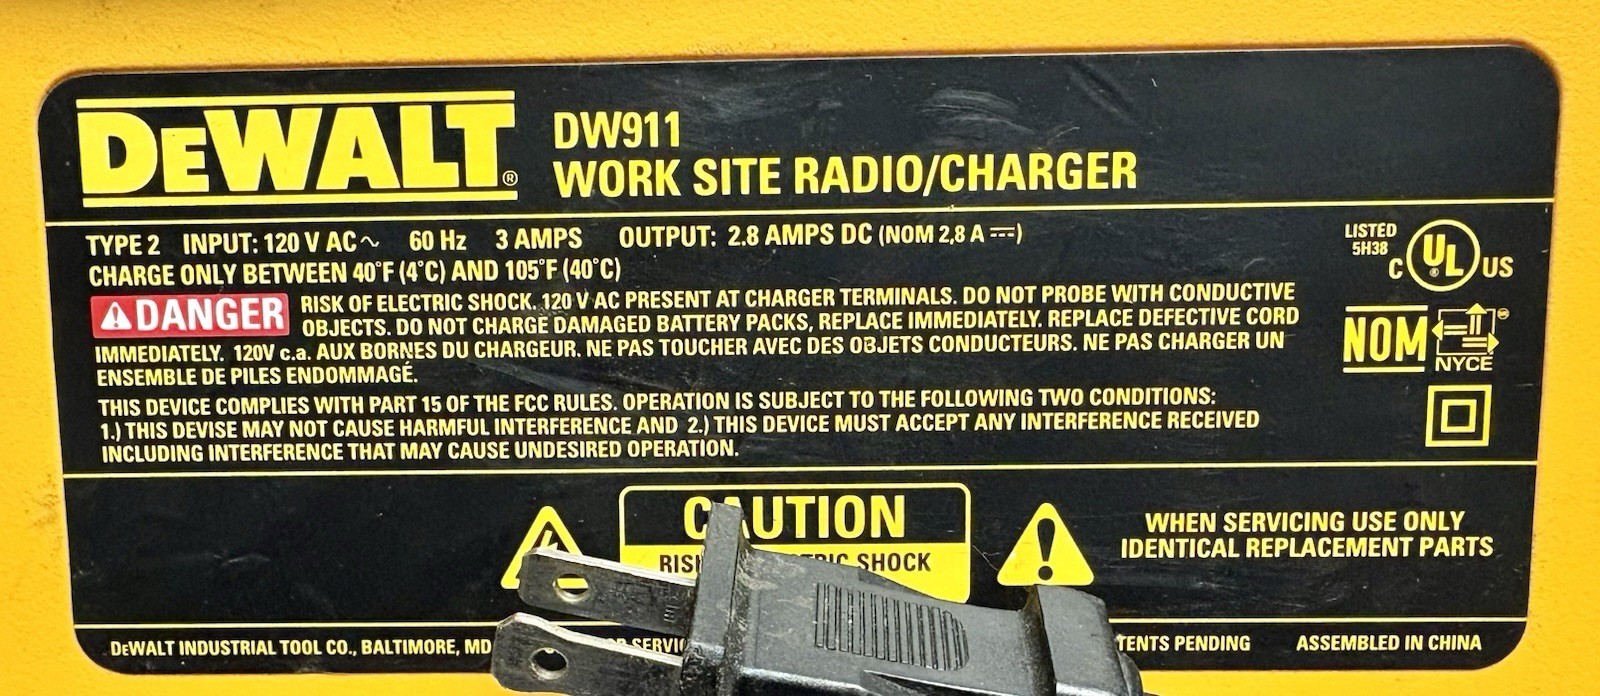 DEWALT®
DW911
WORK SITE RADIO/CHARGER
TYPE 2 INPUT: 120 V AC~ 60 Hz 3 AMPS OUTPUT: 2.8 AMPS DC (NOM 2,8 A ⎓)
CHARGE ONLY BETWEEN 40°F (4°C) AND 105°F (40°C)
DANGER RISK OF ELECTRIC SHOCK. 120 V AC PRESENT AT CHARGER TERMINALS. DO NOT PROBE WITH CONDUCTIVE
OBJECTS. DO NOT CHARGE DAMAGED BATTERY PACKS, REPLACE IMMEDIATELY. REPLACE DEFECTIVE CORD
IMMEDIATELY. 120V c.a. AUX BORNES DU CHARGEUR. NE PAS TOUCHER AVEC DES OBJETS CONDUCTEURS. NE PAS CHARGER UN
ENSEMBLE DE PILES ENDOMMAGÉ.
THIS DEVICE COMPLIES WITH PART 15 OF THE FCC RULES. OPERATION IS SUBJECT TO THE FOLLOWING TWO CONDITIONS:
1.) THIS DEVISE MAY NOT CAUSE HARMFUL INTERFERENCE AND 2.) THIS DEVICE MUST ACCEPT ANY INTERFERENCE RECEIVED
INCLUDING INTERFERENCE THAT MAY CAUSE UNDESIRED OPERATION.
LISTED
5H38
C UL® US
NOM
NYCE
CAUTION
SHOCK
WHEN SERVICING USE ONLY
IDENTICAL REPLACEMENT PARTS
DEWALT INDUSTRIAL TOOL CO., BALTIMORE, MD PENDING ASSEMBLED IN CHINA